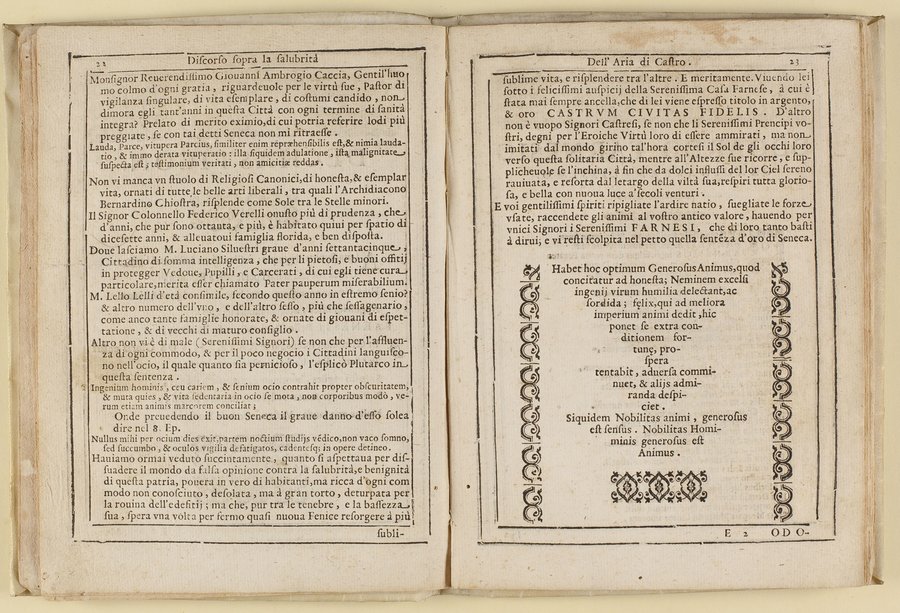 22 Discorso sopra la salubrità
Monsignor Reuerendissimo Giouanni Ambrogio Caccia, Gentil'huo
mo colmo d'ogni gratia, riguardeuole per le virtù sue, Pastor di
vigilanza singulare, di vita esemplare, di costumi candido, non
dimora egli tant'anni in questa Città con ogni termine di sanità
integra? Prelato di merito eximio, di cui potria referire lodi più
preggiate, se con tai detti Seneca non mi ritraesse.
Lauda, Parce, vitupera Parcius, similiter enim repræhensibilis est, & nimia lauda-
tio, & immoderata vituperatio: illa siquidem adulatione, ista malignitate
suspecta est; testimonium veritati, non amicitiæ reddas.
Non vi manca vn stuolo di Religiosi Canonici, di honesta, & esemplar
vita, ornati di tutte le belle arti liberali, tra quali l'Archidiacono
Bernardino Chiostra, risplende come Sole tra le Stelle minori.
Il Signor Colonnello Federico Verelli onusto più di prudenza, che
d'anni, che pur sono ottanta, e più, è habitato quiui per spatio di
dicesette anni, & alleuatoui famiglia florida, e ben disposta.
Doue lasciamo M. Luciano Siluestri graue d'anni settantacinque,
Cittadino di somma intelligenza, che per li pietosi, e buoni offitij
in protegger Vedoue, Pupilli, e Carcerati, di cui egli tiene cura
particolare, merita esser chiamato Pater pauperum miserabilium.
M. Lello Lelli d'età consimile, secondo questo anno in estremo senio?
& altro numero dell'vno, e dell'altro sesso, più che sessagenario,
come anco tante famiglie honorate, & ornate di giouani di espet-
tatione, & di vecchi di maturo consiglio.
Altro non vi è di male (Serenissimi Signori) se non che per l'affluen-
za di ogni commodo, & per il poco negocio i Cittadini languisco-
no nell'ocio, il quale quanto sia pernicioso, l'esplicò Plutarco in
questa sentenza.
Ingenium hominis, ceu cariem, & senium ocio contrahit propter obscuritatem,
& muta quies, & vita sedentaria in ocio se mota, non corporibus modò, ve-
rum etiam animis marcorem conciliat;
Onde preuedendo il buon Seneca il graue danno d'esso solea
dire nel 8. Ep.
Nullus mihi per ocium dies exit, partem noctium studijs vẽdico, non vaco somno,
sed succumbo, & oculos vigilia defatigatos, cadentesq; in opere detineo.
Hauiamo ormai veduto succintamente, quanto si aspettaua per dis-
suadere il mondo da falsa opinione contra la salubrità, e benignità
di questa patria, pouera in vero di habitanti, ma ricca d'ogni com
modo non conosciuto, desolata, ma à gran torto, deturpata per
la rouina dell'edefitij; ma che, pur tra le tenebre, e la bassezza
sua, spera vna volta per fermo quasi nuoua Fenice resorgere à più
subli-
Dell' Aria di Castro. 23
sublime vita, e risplendere tra l'altre. E meritamente. Viuendo lei
sotto i felicissimi auspicij della Serenissima Casa Farnese, à cui è
stata mai sempre ancella, che di lei viene espresso titolo in argento,
& oro CASTRVM CIVITAS FIDELIS. D'altro
non è vuopo Signori Castresi, se non che li Serenissimi Prencipi vo-
stri, degni per l'Eroiche Virtù loro di essere ammirati, ma non
imitati dal mondo girino tal'hora cortesi il Sol de gli occhi loro
verso questa solitaria Città, mentre all'Altezze sue ricorre, e sup-
plicheuole se l'inchina, à fin che da dolci influssi del lor Ciel sereno
rauiuata, e resorta dal letargo della viltà sua, respiri tutta glorio-
sa, e bella con nuoua luce a'secoli venturi.
E voi gentilissimi spiriti ripigliate l'ardire natio, suegliate le forze
vsate, raccendete gli animi al vostro antico valore, hauendo per
vnici Signori i Serenissimi FARNESI, che di loro tanto basti
à dirui, e vi resti scolpita nel petto quella sentẽza d'oro di Seneca.
Habet hoc optimum Generosus Animus, quod
concitatur ad honesta; Neminem excelsi
ingenij virum humilia delectant, ac
sordida; felix, qui ad meliora
imperium animi dedit, hic
ponet se extra con-
ditionem for-
tunę, pro-
spera
tentabit, aduersa commi-
nuet, & alijs admi-
randa despi-
ciet.
Siquidem Nobilitas animi, generosus
est sensus. Nobilitas Homi-
minis generosus est
Animus.
E 2 ODO-